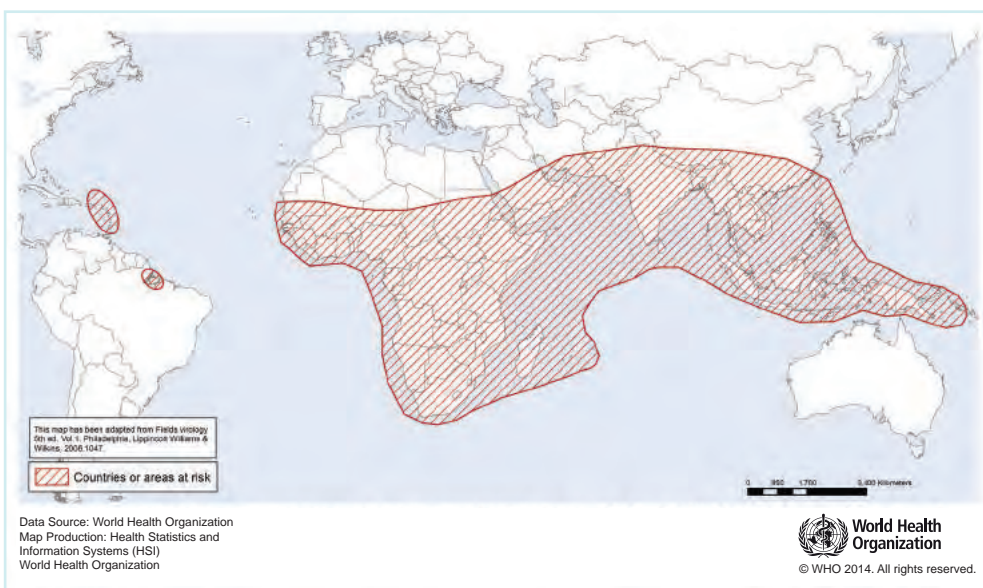 This map has been adapted from Fields Virology
5th ed. Vol 1. Philadelphia, Lippincott Williams &
Wilkins, 2006:1047.
Countries or areas at risk
0 1,700 3,400 Kilometers
Data Source: World Health Organization
Map Production: Health Statistics and
Information Systems (HSI)
World Health Organization
World Health
Organization
© WHO 2014. All rights reserved.